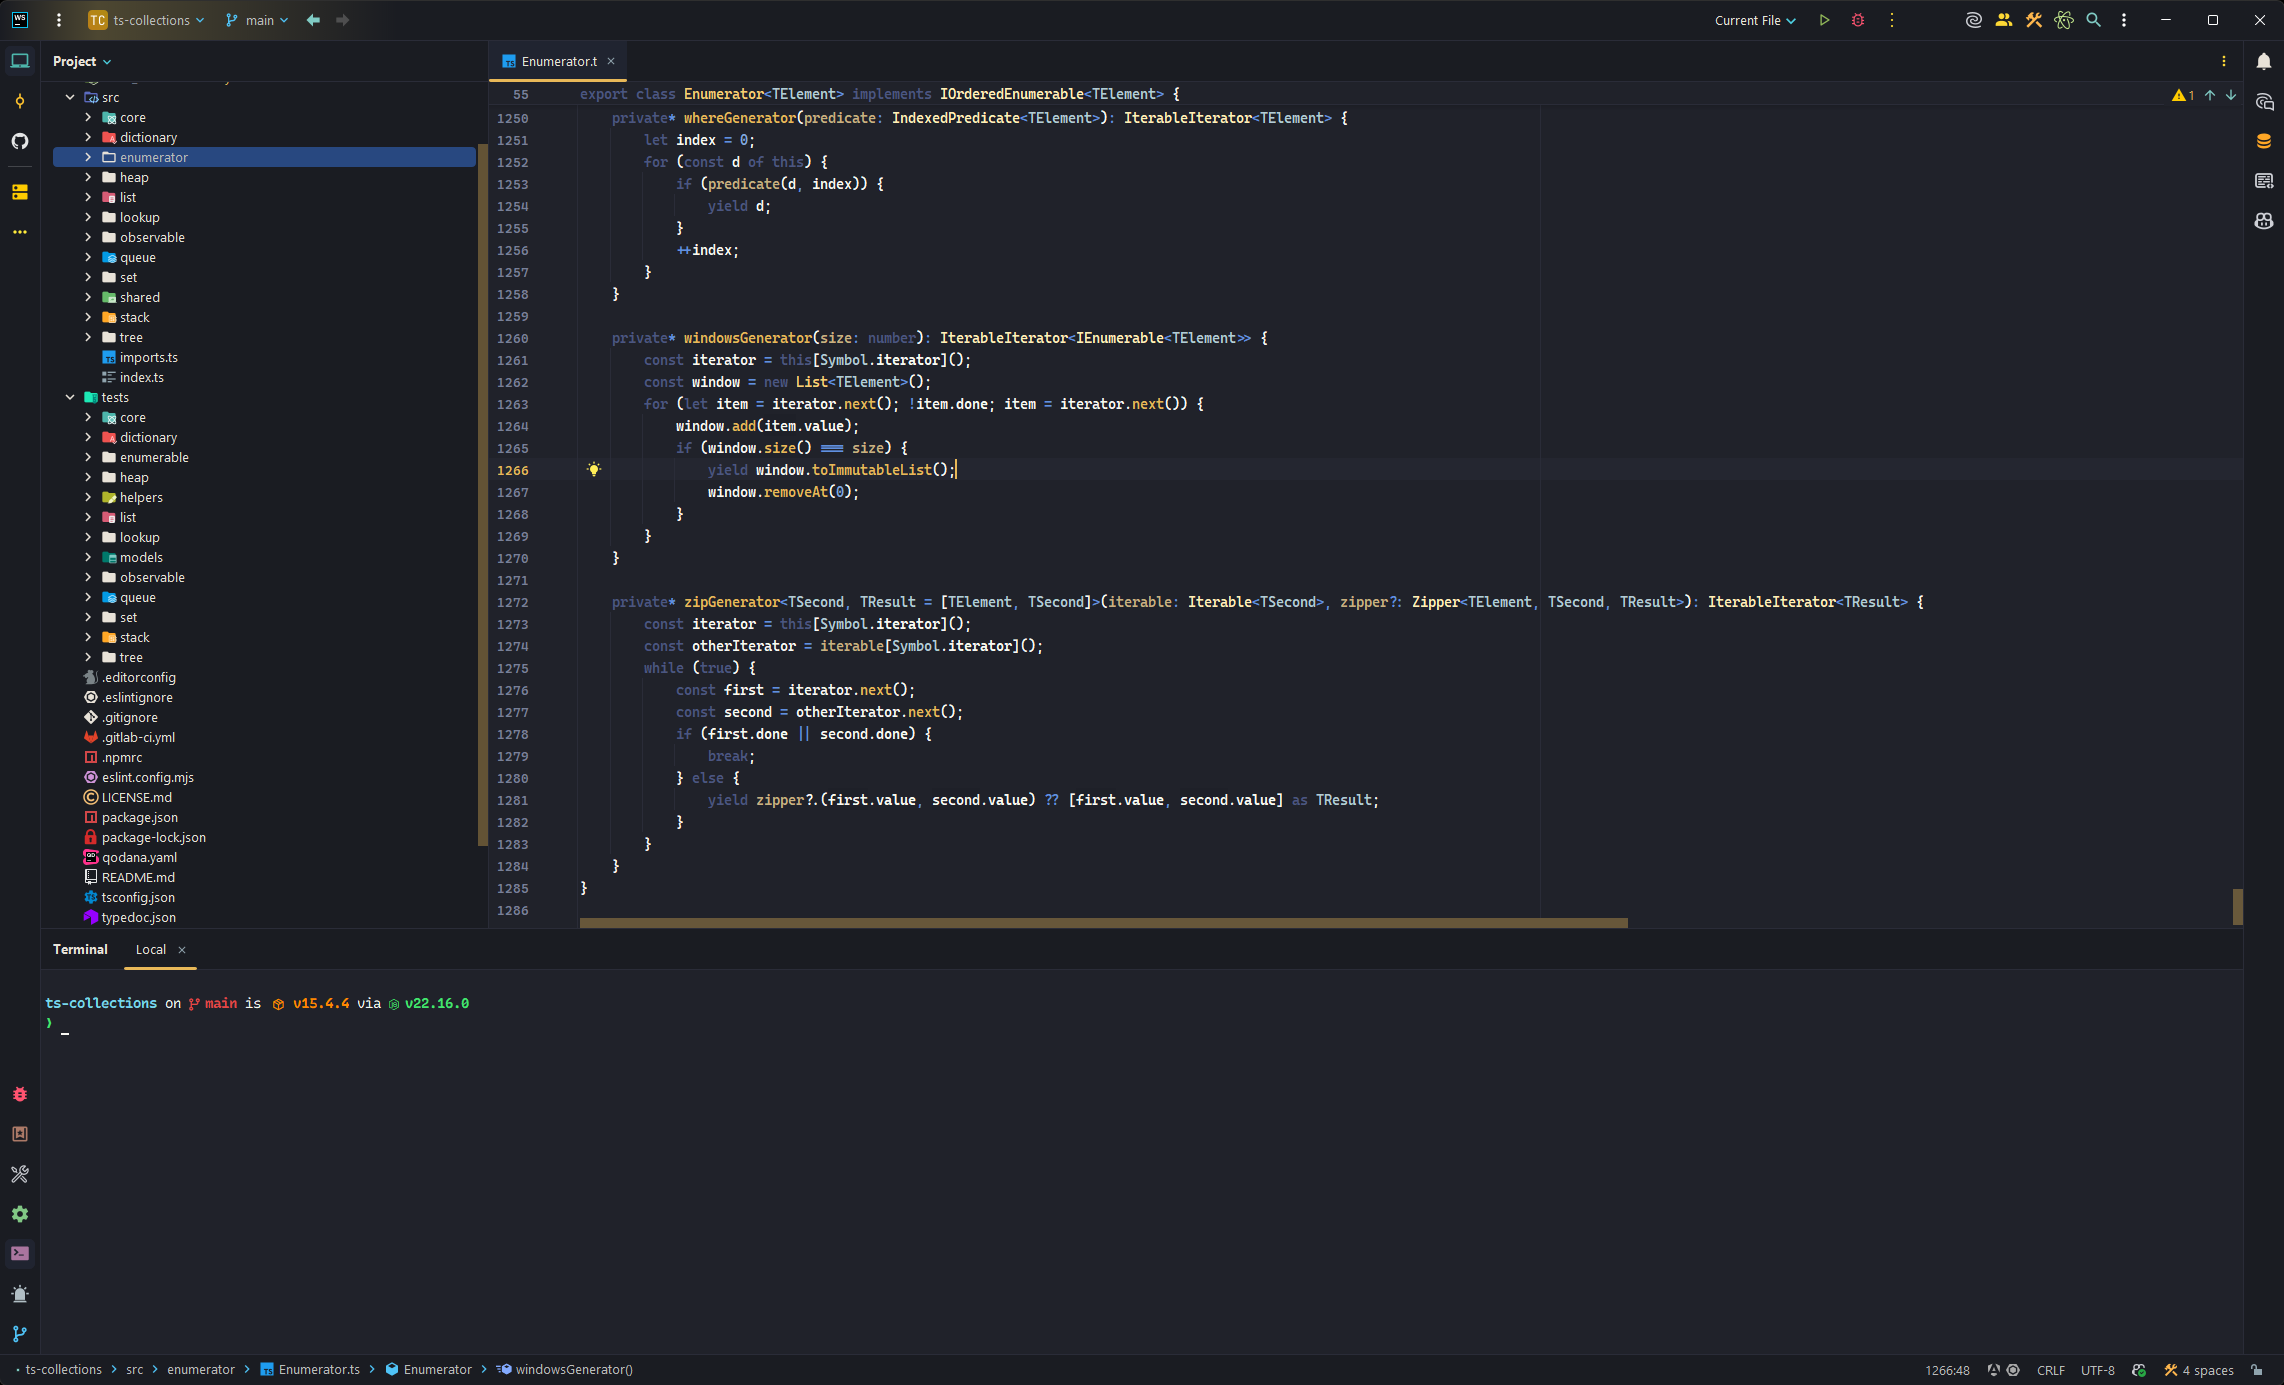 WS
TC ts-collections main
Current File
Project
src
core
dictionary
enumerator
heap
list
lookup
observable
queue
set
shared
stack
tree
imports.ts
index.ts
tests
core
dictionary
enumerable
heap
helpers
list
lookup
models
observable
queue
set
stack
tree
.editorconfig
.eslintignore
.gitignore
.gitlab-ci.yml
.npmrc
eslint.config.mjs
LICENSE.md
package.json
package-lock.json
qodana.yaml
README.md
tsconfig.json
typedoc.json
Enumerator.t
1
55 export class Enumerator<TElement> implements IOrderedEnumerable<TElement> {
1250 private* whereGenerator(predicate: IndexedPredicate<TElement>): IterableIterator<TElement> {
1251 let index = 0;
1252 for (const d of this) {
1253 if (predicate(d, index)) {
1254 yield d;
1255 }
1256 ++index;
1257 }
1258 }
1259
1260 private* windowsGenerator(size: number): IterableIterator<IEnumerable<TElement>> {
1261 const iterator = this[Symbol.iterator]();
1262 const window = new List<TElement>();
1263 for (let item = iterator.next(); !item.done; item = iterator.next()) {
1264 window.add(item.value);
1265 if (window.size() === size) {
1266 yield window.toImmutableList();
1267 window.removeAt(0);
1268 }
1269 }
1270 }
1271
1272 private* zipGenerator<TSecond, TResult = [TElement, TSecond]>(iterable: Iterable<TSecond>, zipper?: Zipper<TElement, TSecond, TResult>): IterableIterator<TResult> {
1273 const iterator = this[Symbol.iterator]();
1274 const otherIterator = iterable[Symbol.iterator]();
1275 while (true) {
1276 const first = iterator.next();
1277 const second = otherIterator.next();
1278 if (first.done || second.done) {
1279 break;
1280 } else {
1281 yield zipper?.(first.value, second.value) ?? [first.value, second.value] as TResult;
1282 }
1283 }
1284 }
1285 }
1286
Terminal Local
ts-collections on main is v15.4.4 via v22.16.0
❯ _
ts-collections > src > enumerator > Enumerator.ts > Enumerator > windowsGenerator()
1266:48 CRLF UTF-8 4 spaces